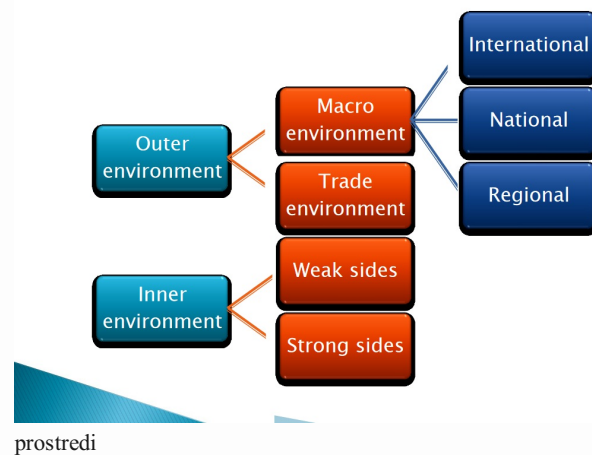 International
Macro
environment
National
Outer
environment
Trade
environment
Regional
Weak sides
Inner
environment
Strong sides
prostredi